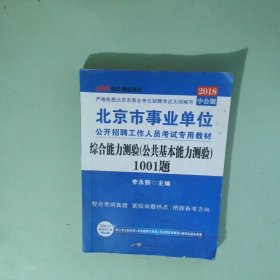 严格依据北京市事业单位招聘考试大纲编写
2018
中公版
北京市事业单位
公开招聘工作人员考试专用教材
综合能力测验(公共基本能力测验)
1001题
李永新 ◎ 主编
契合考纲真题 紧扣命题热点 把握备考方向